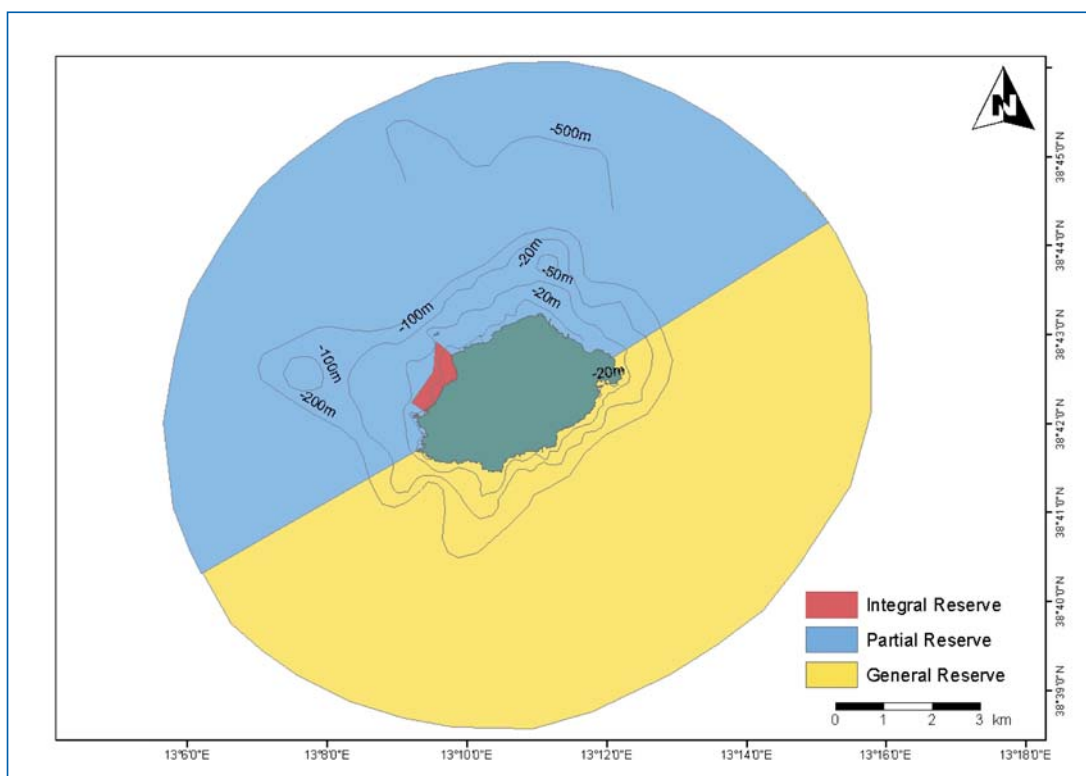 N
-500m
-20m
-50m
-20m
-100m
-100m
-200m
-20m
38°45'0"N
38°44'0"N
38°43'0"N
38°42'0"N
38°41'0"N
38°40'0"N
38°39'0"N
Integral Reserve
Partial Reserve
General Reserve
0 1 2 3 km
13°6'0"E 13°8'0"E 13°10'0"E 13°12'0"E 13°14'0"E 13°16'0"E 13°18'0"E